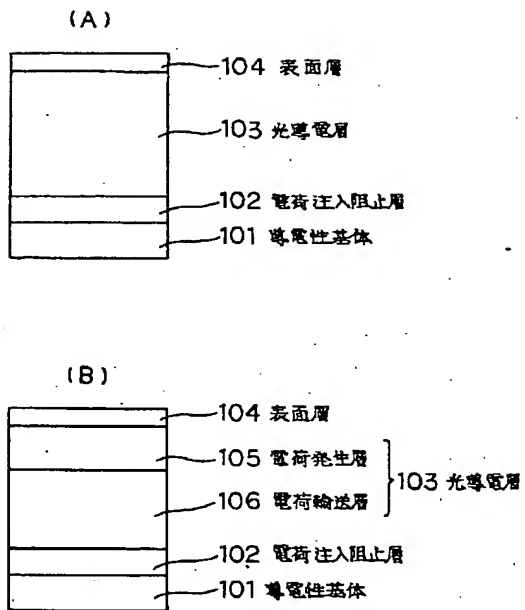 (A)
104 表面層
103 光導電層
102 電荷注入阻止層
101 導電性基体
(B)
104 表面層
105 電荷発生層
106 電荷輸送層
103 光導電層
102 電荷注入阻止層
101 導電性基体